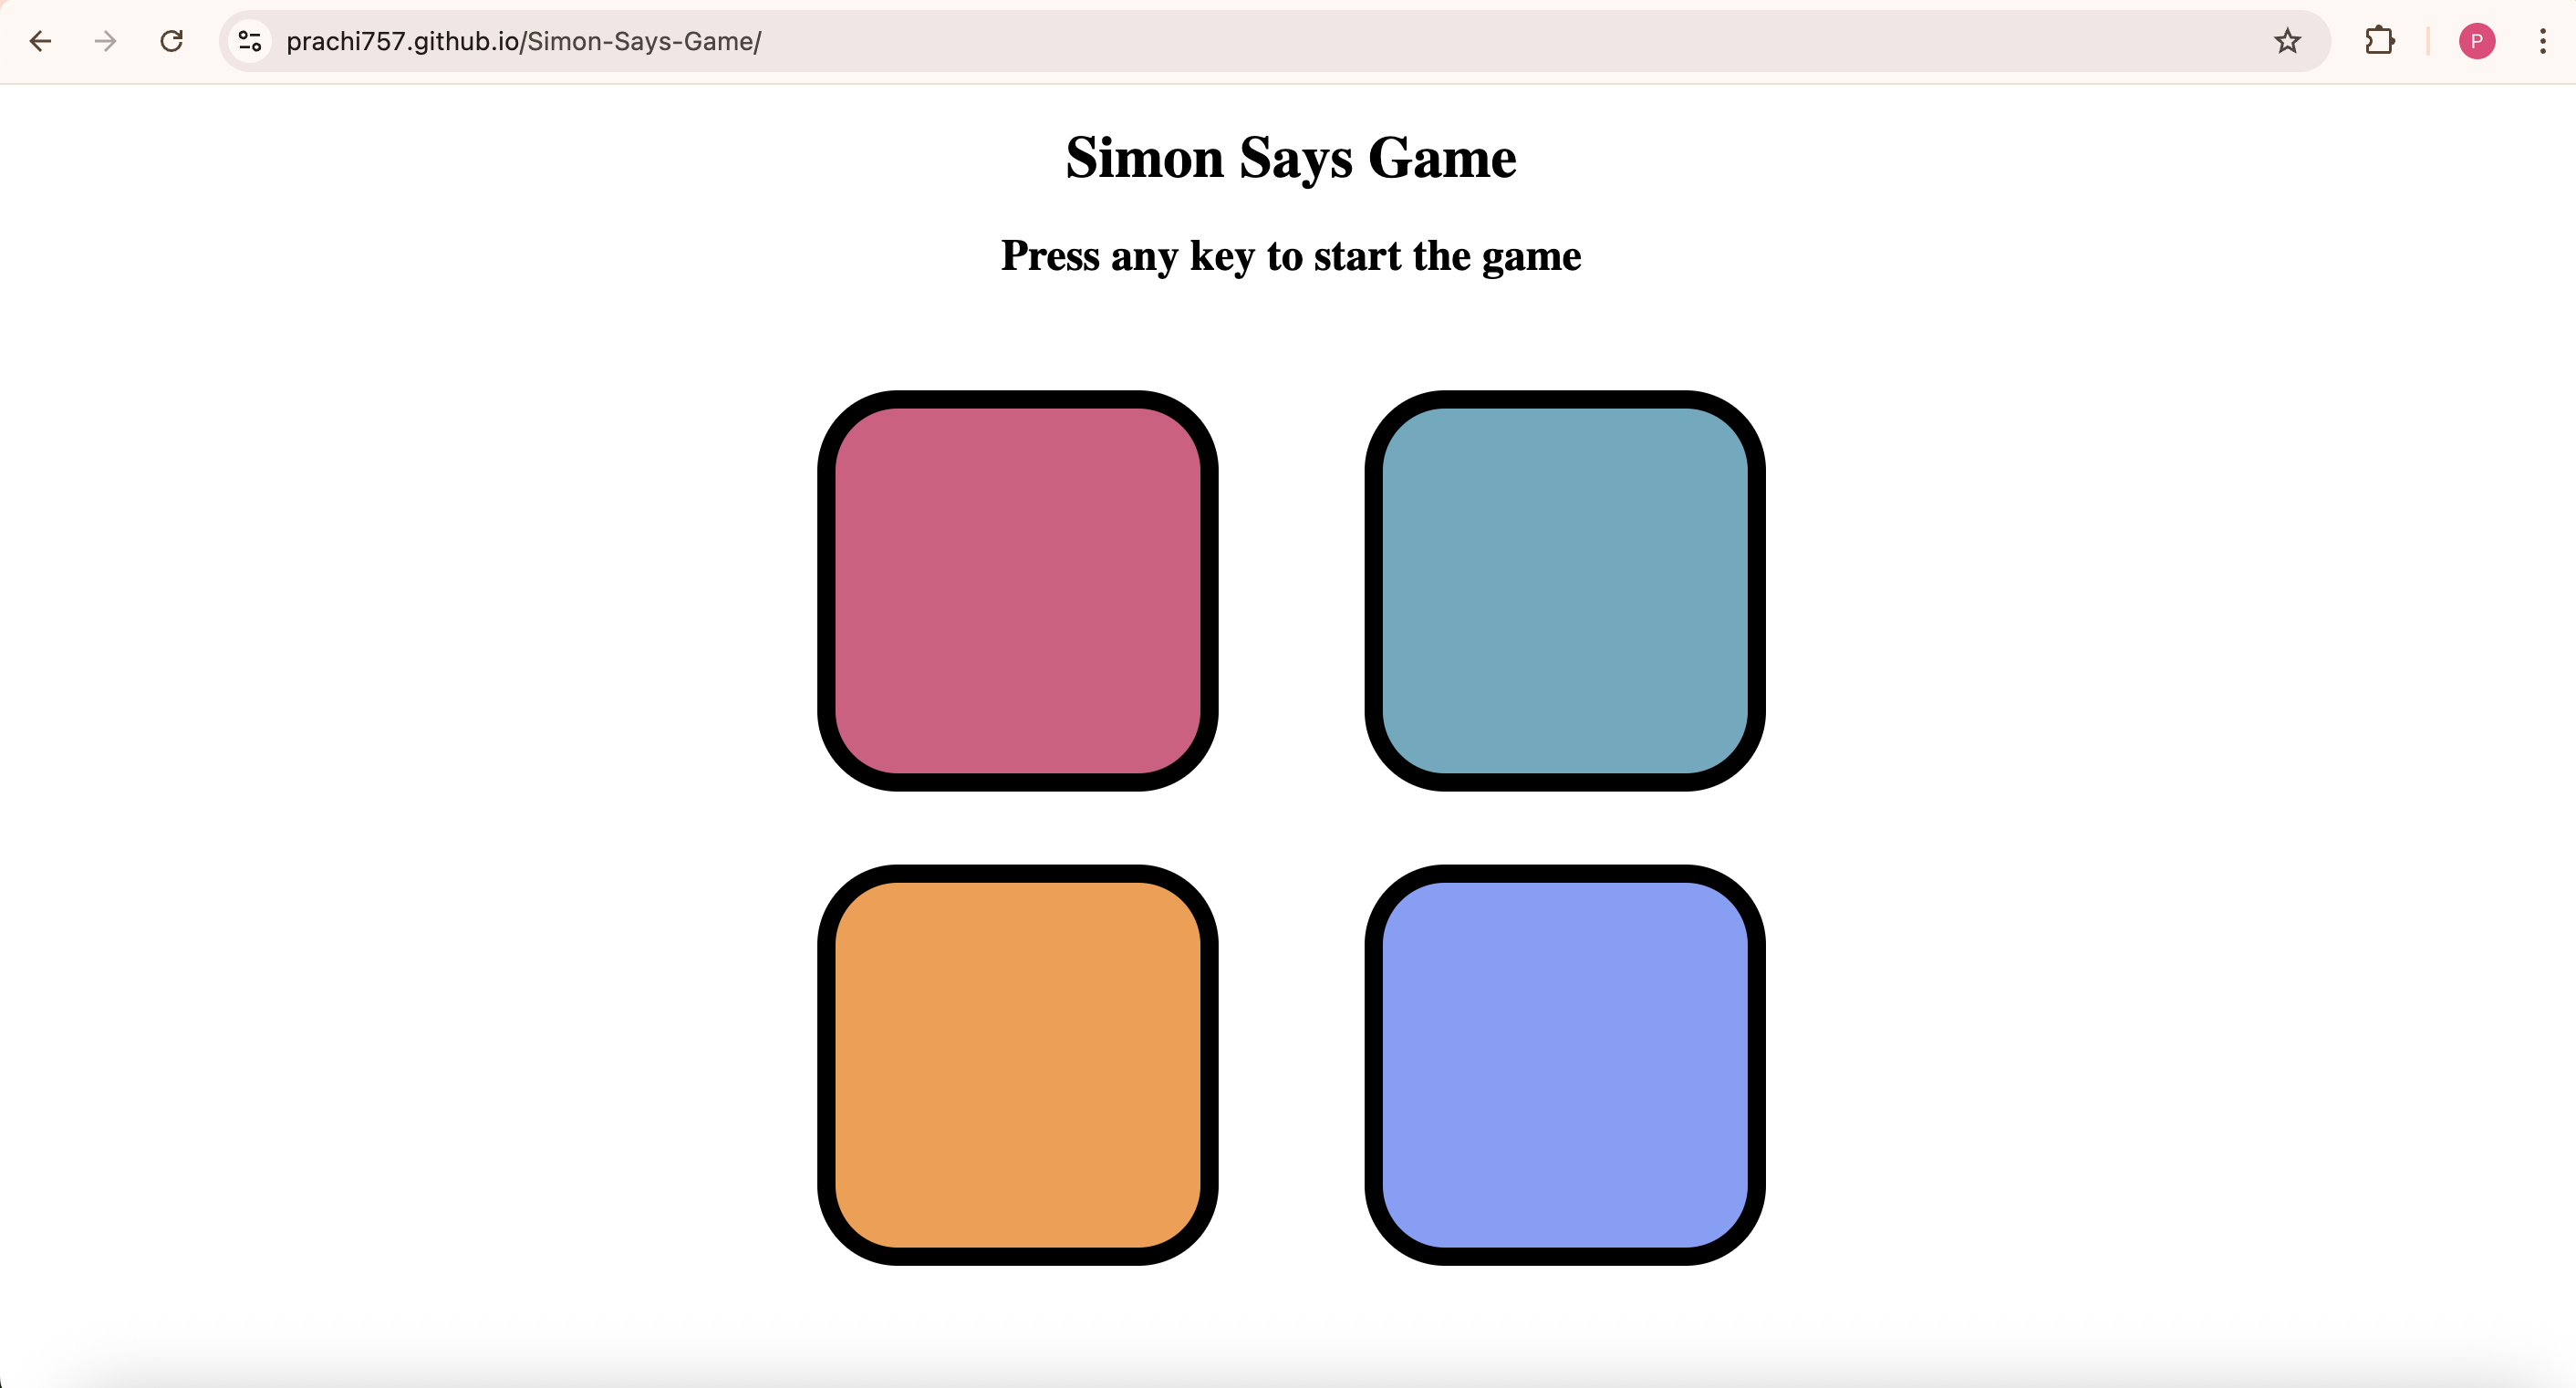 prachi757.github.io/Simon-Says-Game/
P
Simon Says Game
Press any key to start the game